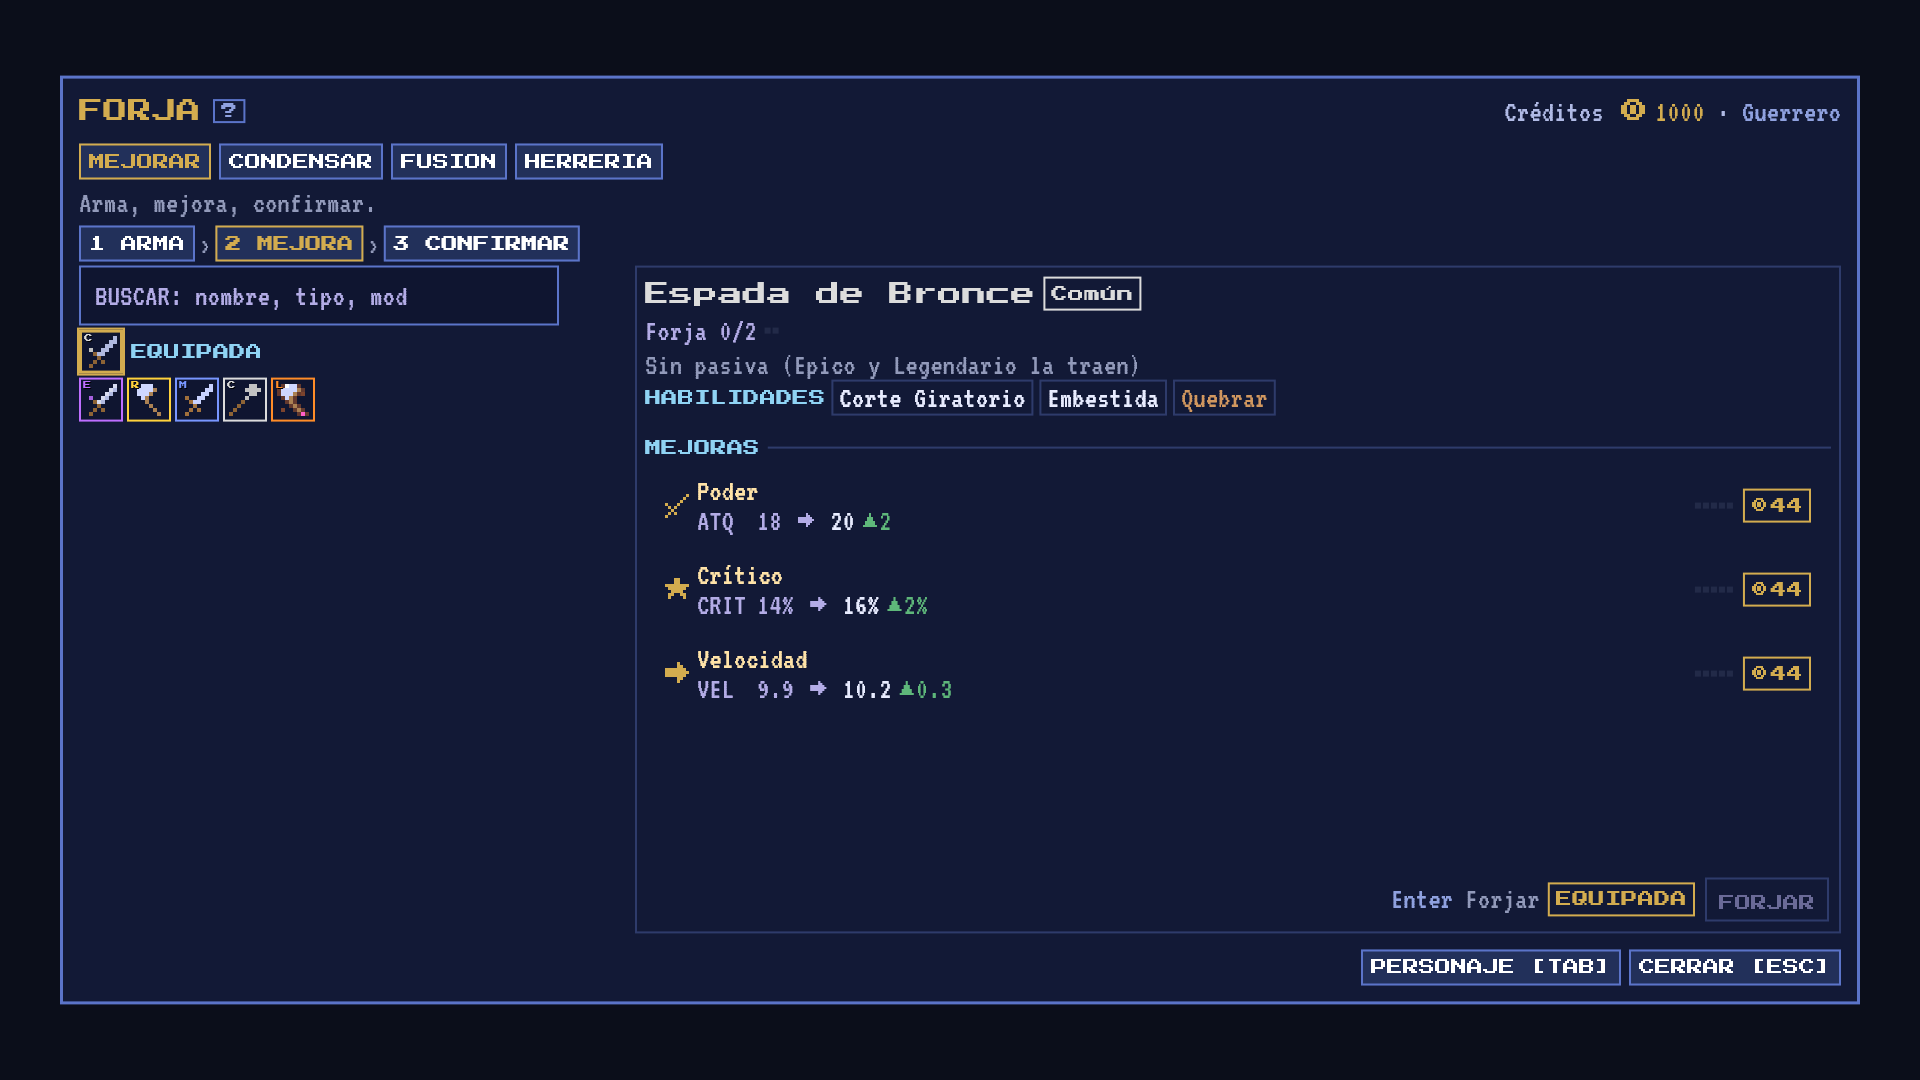 FORJA ?
Créditos 1000 · Guerrero
MEJORAR CONDENSAR FUSION HERRERIA
Arma, mejora, confirmar.
1 ARMA › 2 MEJORA › 3 CONFIRMAR
BUSCAR: nombre, tipo, mod
C EQUIPADA
E R M C L
Espada de Bronce Común
Forja 0/2
Sin pasiva (Epico y Legendario la traen)
HABILIDADES Corte Giratorio Embestida Quebrar
MEJORAS
Poder
ATQ 18 → 20 ▲2
44
Crítico
CRIT 14% → 16% ▲2%
44
Velocidad
VEL 9.9 → 10.2 ▲0.3
44
Enter Forjar EQUIPADA FORJAR
PERSONAJE [TAB] CERRAR [ESC]